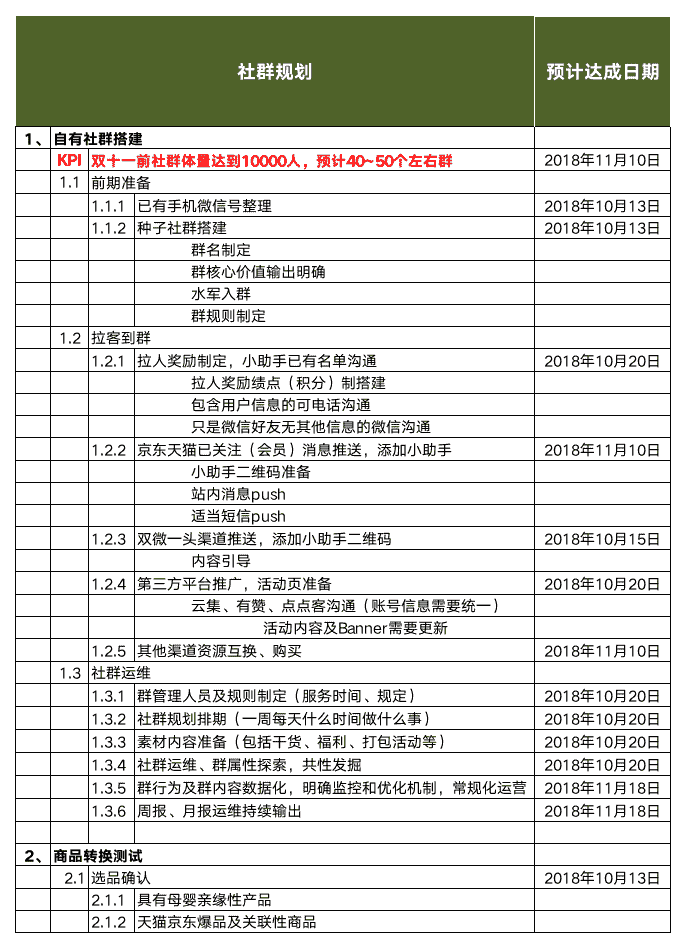 社群规划 预计达成日期
1、 自有社群搭建
KPI 双十一前社群体量达到10000人，预计40~50个左右群 2018年11月10日
1.1 前期准备
1.1.1 已有手机微信号整理 2018年10月13日
1.1.2 种子社群搭建 2018年10月13日
群名制定
群核心价值输出明确
水军入群
群规则制定
1.2 拉客到群
1.2.1 拉人奖励制定，小助手已有名单沟通 2018年10月20日
拉人奖励绩点（积分）制搭建
包含用户信息的可电话沟通
只是微信好友无其他信息的微信沟通
1.2.2 京东天猫已关注（会员）消息推送，添加小助手 2018年11月10日
小助手二维码准备
站内消息push
适当短信push
1.2.3 双微一头渠道推送，添加小助手二维码 2018年10月15日
内容引导
1.2.4 第三方平台推广，活动页准备 2018年10月20日
云集、有赞、点点客沟通（账号信息需要统一）
活动内容及Banner需要更新
1.2.5 其他渠道资源互换、购买 2018年11月10日
1.3 社群运维
1.3.1 群管理人员及规则制定（服务时间、规定） 2018年10月20日
1.3.2 社群规划排期（一周每天什么时间做什么事） 2018年10月20日
1.3.3 素材内容准备（包括干货、福利、打包活动等） 2018年10月20日
1.3.4 社群运维、群属性探索，共性发掘 2018年10月20日
1.3.5 群行为及群内容数据化，明确监控和优化机制，常规化运营 2018年11月18日
1.3.6 周报、月报运维持续输出 2018年11月18日
2、 商品转换测试
2.1 选品确认 2018年10月13日
2.1.1 具有母婴亲缘性产品
2.1.2 天猫京东爆品及关联性商品